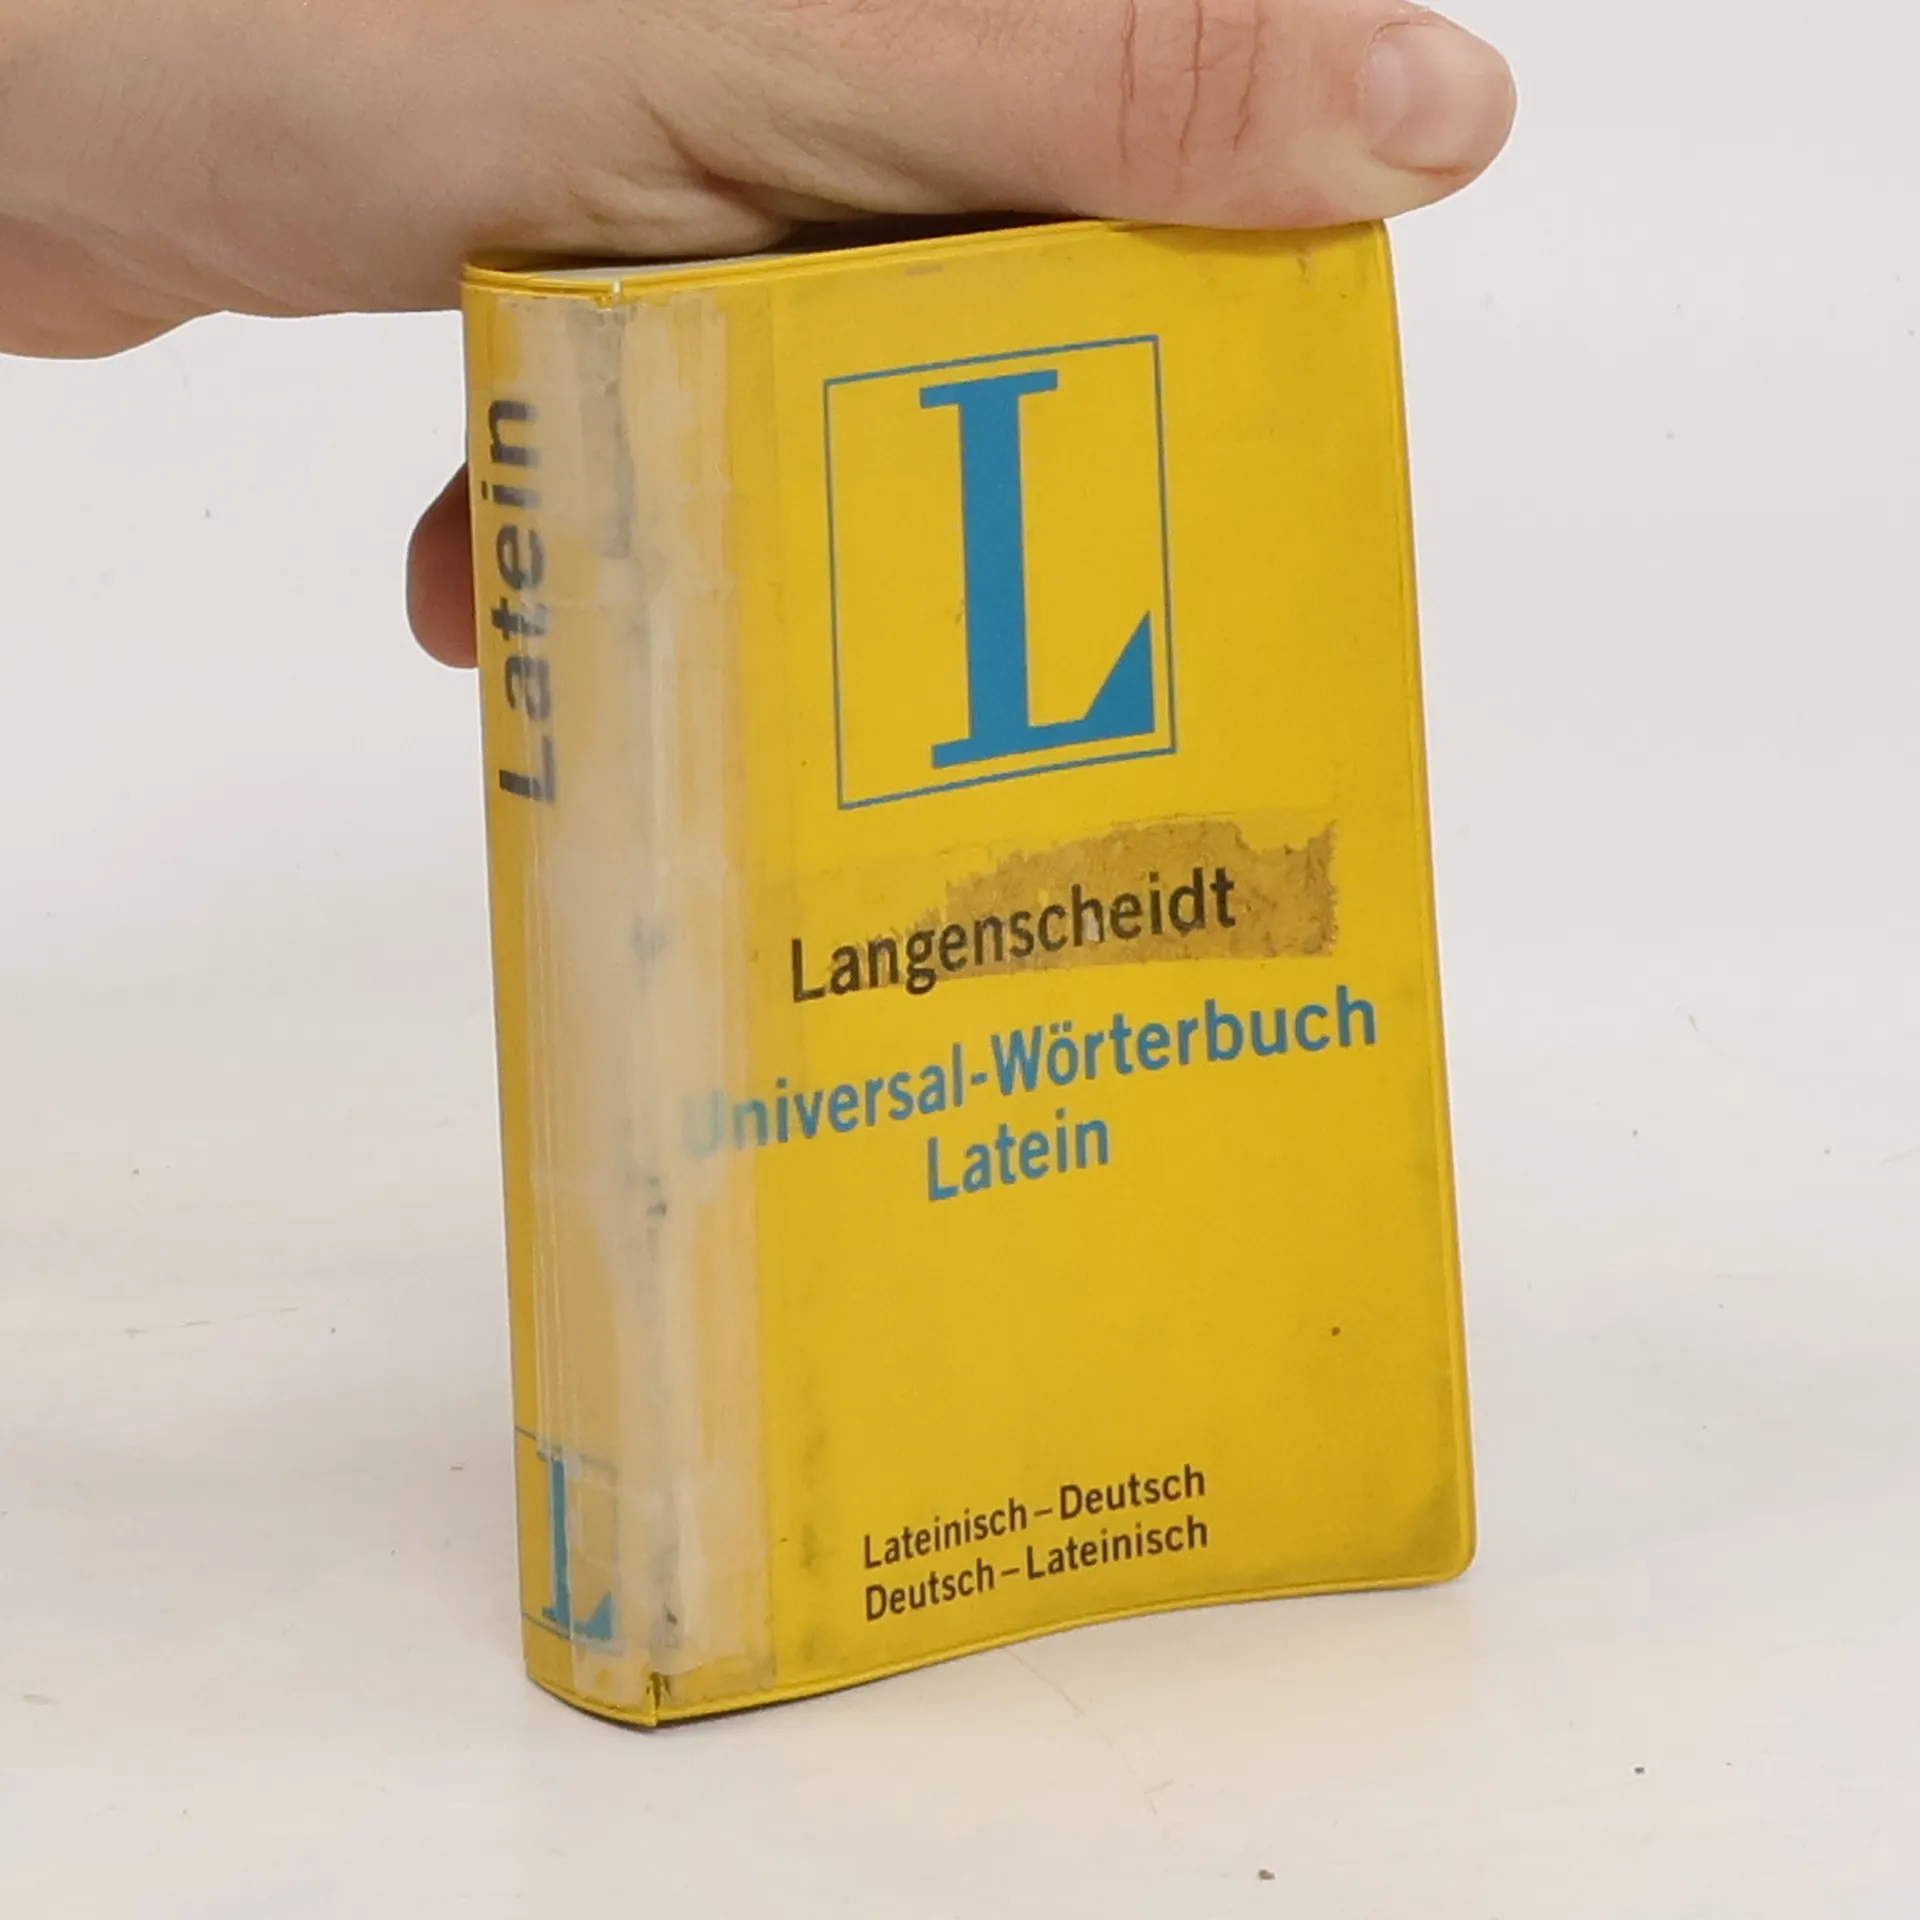 Latein
L
L
Langenscheidt
Universal-Wörterbuch
Latein
Lateinisch – Deutsch
Deutsch – Lateinisch